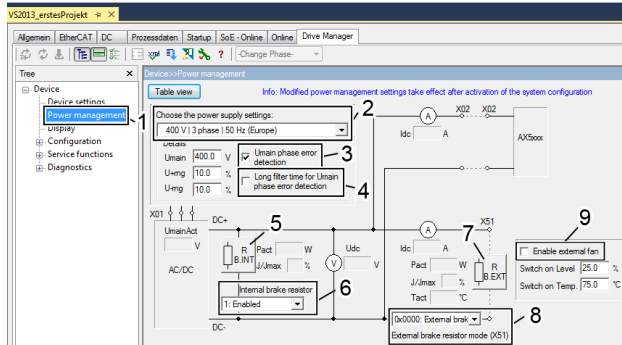 VS2013_erstesProjekt
Allgemein EtherCAT DC Prozessdaten Startup SoE - Online Online Drive Manager
-Change Phase-
Tree Device>>Power management
Table view Info: Modified power management settings take effect after activation of the system configuration
Device
Device settings
Power management
Display
Configuration
Service functions
Diagnostics
1
Choose the power supply settings:
400 V | 3 phase | 50 Hz (Europe)
2
Details
Umain 400.0 V
U+rng 10.0 %
U-rng 10.0 %
Umain phase error detection
3
Long filter time for Umain phase error detection
4
A X02 X02
Idc A
AX5xxx
X01
DC+
UmainAct
V
AC/DC
5
R
B.INT
Pact W
I/Imax %
Udc
V V
Internal brake resistor
1: Enabled
6
DC-
A X51
Idc A
Pact W
I/Imax %
Tact °C
7
R
B.EXT
0x0000: External brak
External brake resistor mode (X51)
8
9
Enable external fan
Switch on Level 25.0 %
Switch on Temp. 75.0 °C